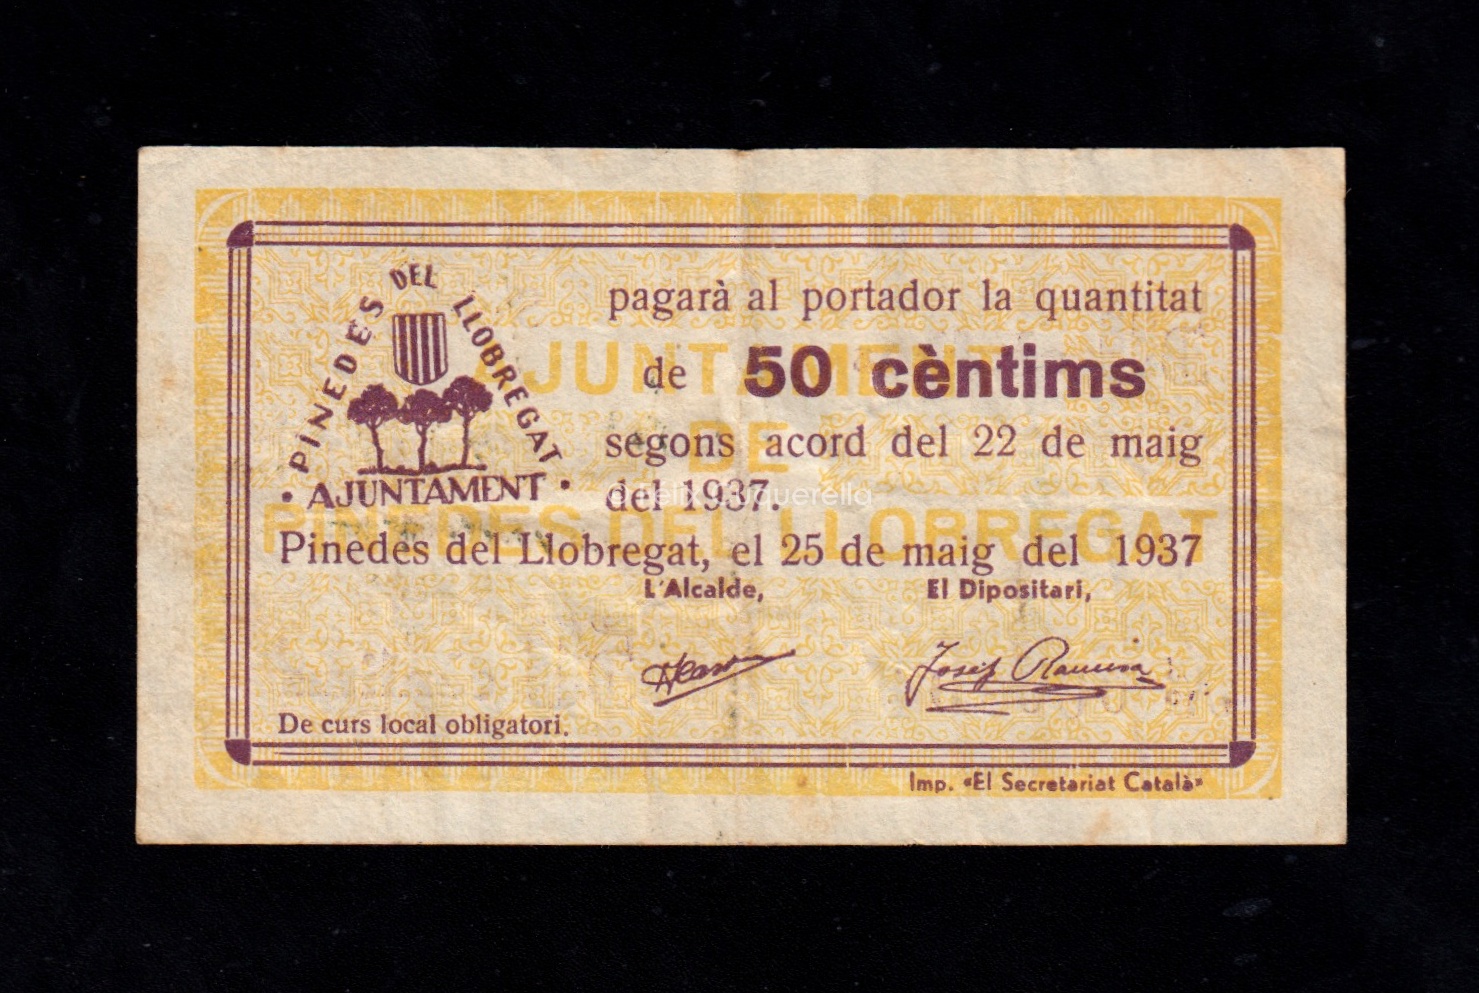 PINEDES DEL LLOBREGAT
• AJUNTAMENT •
pagarà al portador la quantitat
de 50 cèntims
segons acord del 22 de maig
del 1937.
Pinedes del Llobregat, el 25 de maig del 1937
L'Alcalde, El Dipositari,
Josep
De curs local obligatori.
Imp. «El Secretariat Català»
AJUNTAMENT
DE
PINEDES DEL LLOBREGAT